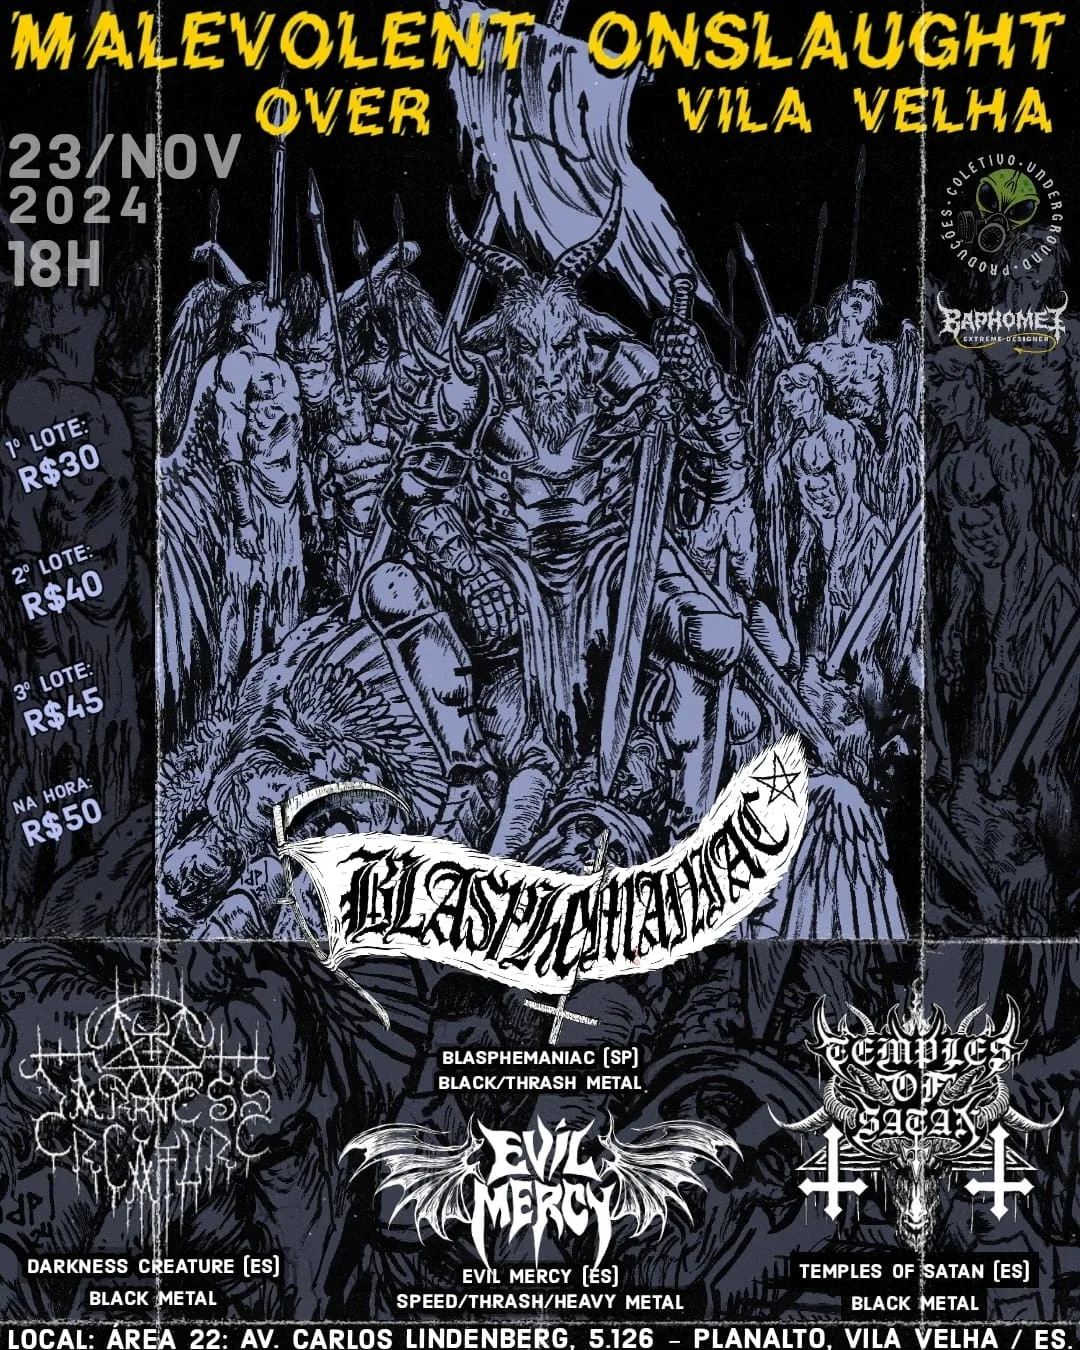 MALEVOLENT ONSLAUGHT
OVER VILA VELHA
23/NOV
2024
18H
COLETIVO · UNDERGROUND · PRODUÇÕES ·
BAPHOMET
EXTREME DESIGNER
1º LOTE:
R$30
2º LOTE:
R$40
3º LOTE:
R$45
NA HORA:
R$50
BLASPHEMANIAC
BLASPHEMANIAC (SP)
BLACK/THRASH METAL
DARKNESS
CREATURE
DARKNESS CREATURE (ES)
BLACK METAL
EVIL
MERCY
EVIL MERCY (ES)
SPEED/THRASH/HEAVY METAL
TEMPLES
OF
SATAN
TEMPLES OF SATAN (ES)
BLACK METAL
LOCAL: ÁREA 22: AV. CARLOS LINDENBERG, 5.126 – PLANALTO, VILA VELHA / ES.